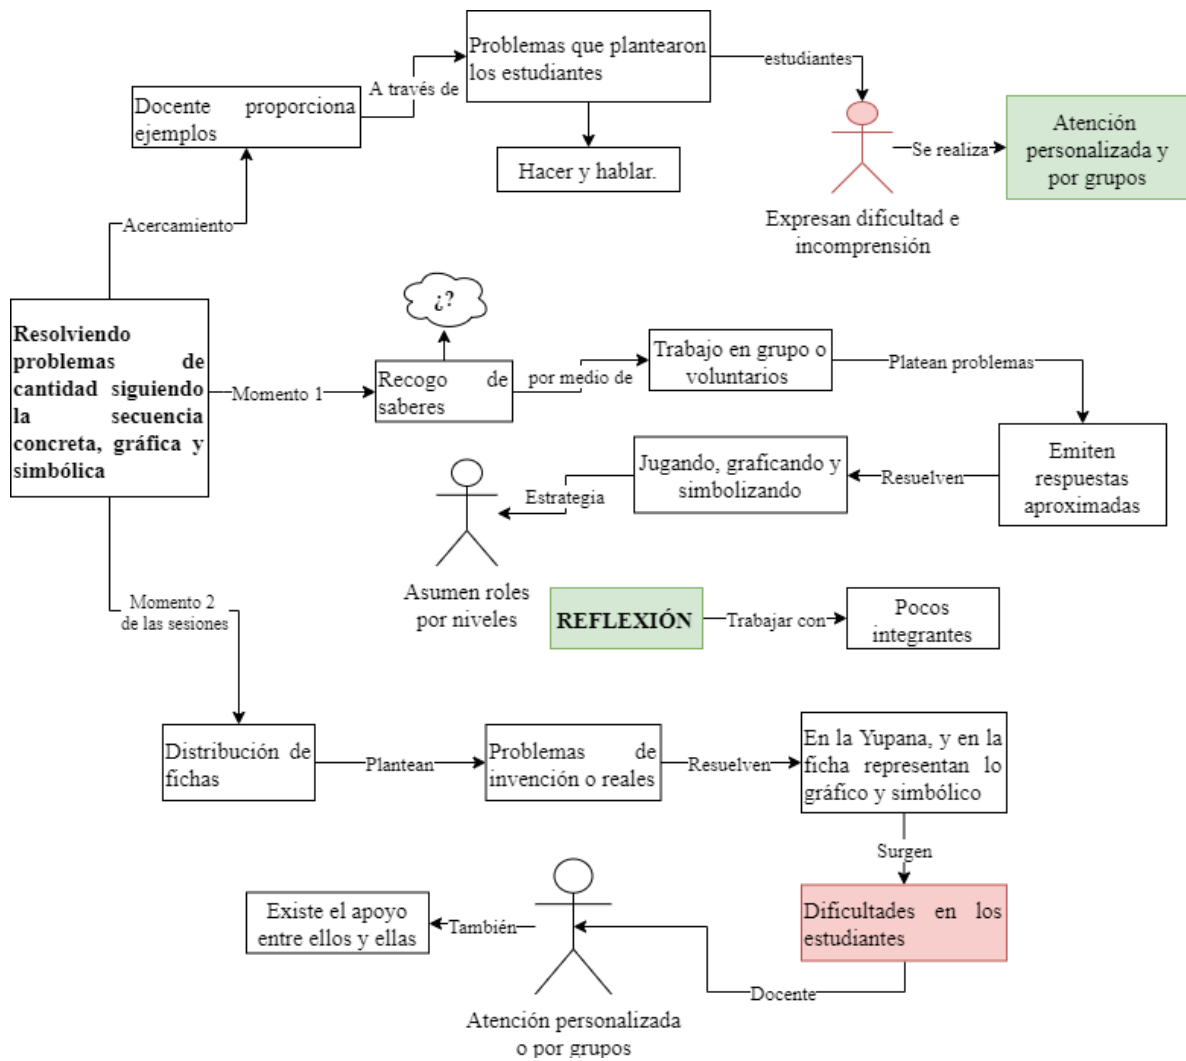 Problemas que plantearon
los estudiantes
estudiantes
A través de
Docente proporciona
ejemplos
Atención
personalizada y
por grupos
Se realiza
Hacer y hablar.
Expresan dificultad e
incomprensión
Acercamiento
¿?
Resolviendo
problemas de
cantidad siguiendo
la secuencia
concreta, gráfica y
simbólica
Momento 1
Recogo de
saberes
por medio de
Trabajo en grupo o
voluntarios
Platean problemas
Emiten
respuestas
aproximadas
Resuelven
Jugando, graficando y
simbolizando
Estrategia
Asumen roles
por niveles
REFLEXIÓN
Trabajar con
Pocos
integrantes
Momento 2
de las sesiones
Distribución de
fichas
Plantean
Problemas de
invención o reales
Resuelven
En la Yupana, y en la
ficha representan lo
gráfico y simbólico
Surgen
Dificultades en los
estudiantes
Docente
Atención personalizada
o por grupos
También
Existe el apoyo
entre ellos y ellas